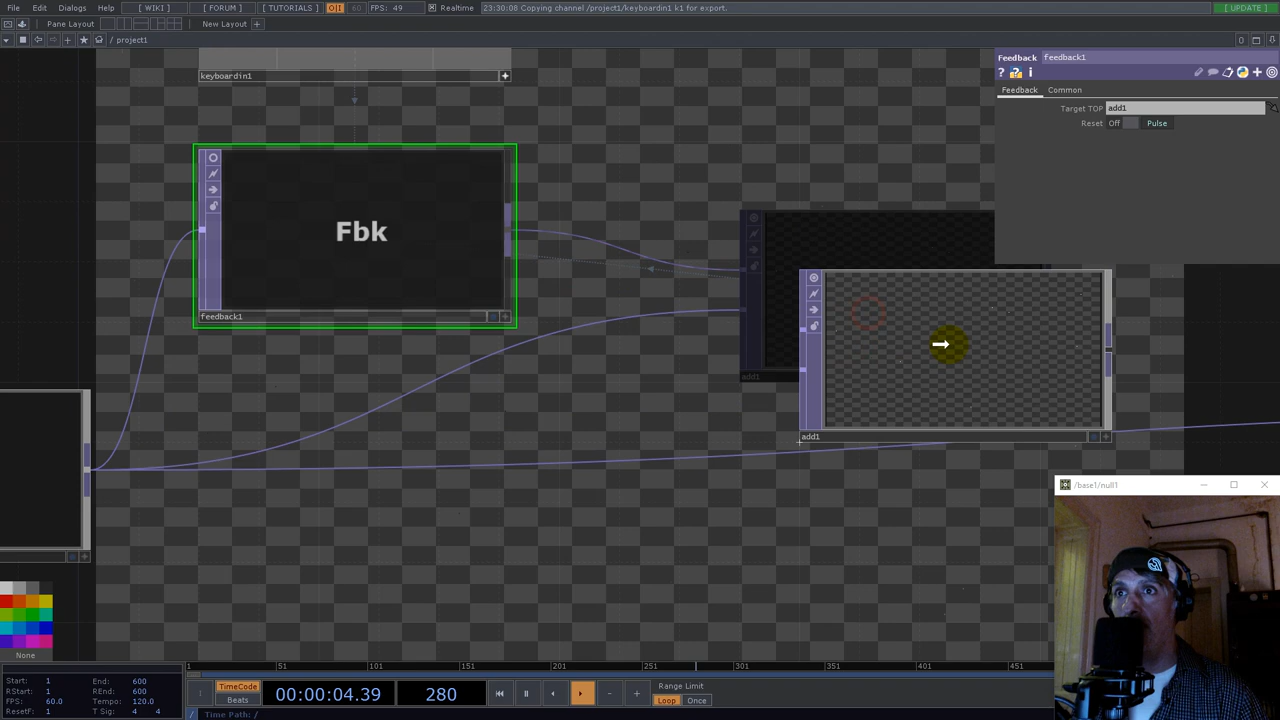 File Edit Dialogs [ WIKI ] [ FORUM ] [ TUTORIALS ] O|I FPS: 49 Realtime 23:30:08 Copying channel /project1/keyboardin1 k1 for export. [ UPDATE ]
Pane Layout New Layout +
/ project1 0
keyboardin1
Feedback feedback1
? i
Feedback Common
Target TOP add1
Reset Off Pulse
Fbk
feedback1
add1
add1
/base1/null1
None
1 51 101 151 201 251 301 351 401 451
Start: 1 End: 600
RStart: 1 REnd: 600
FPS: 60.0 Tempo: 120.0
ResetF: 1 T Sig: 4 4
TimeCode
Beats
00:00:04.39
280
Range Limit
Loop Once
/ Time Path: /